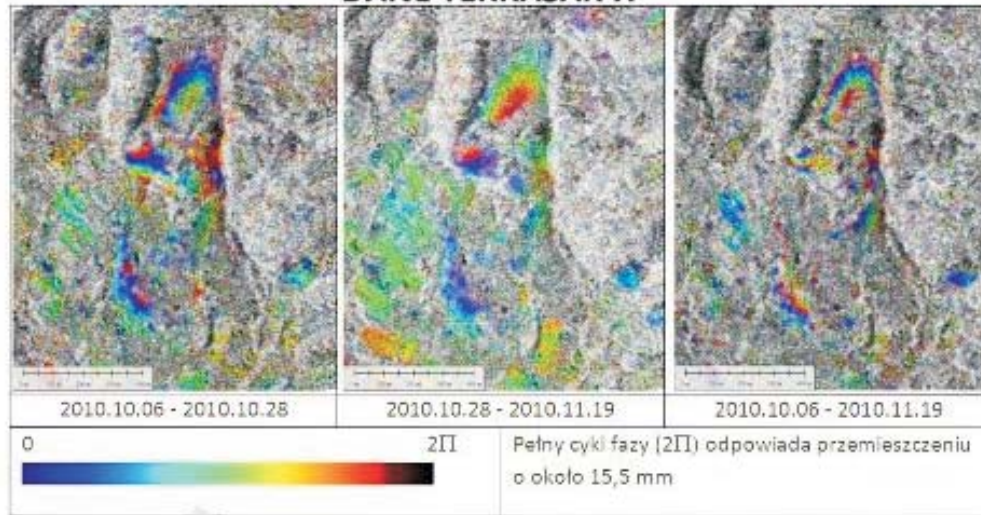 2010.10.06 - 2010.10.28
2010.10.28 - 2010.11.19
2010.10.06 - 2010.11.19
0
2Π
Pełny cykl fazy (2Π) odpowiada przemieszczeniu
o około 15,5 mm